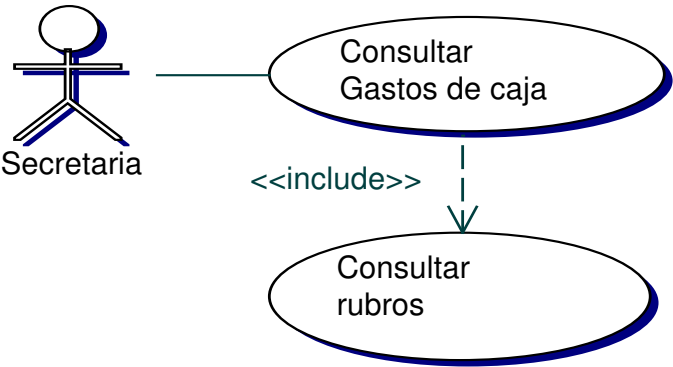 Consultar
Gastos de caja
Secretaria
<<include>>
Consultar
rubros